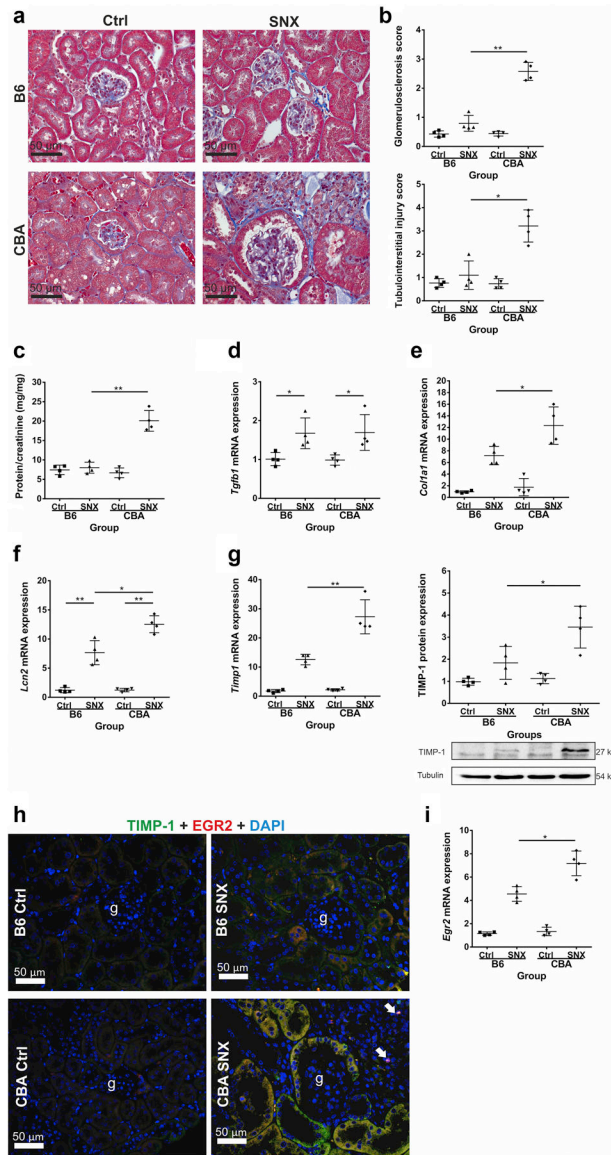 a
Ctrl
SNX
B6
50 µm
50 µm
CBA
50 µm
50 µm
b
Glomerulosclerosis score
4
3
2
1
0
**
Ctrl SNX Ctrl SNX
B6 CBA
Group
Tubulointerstitial injury score
5
4
3
2
1
0
*
Ctrl SNX Ctrl SNX
B6 CBA
Group
c
Protein/creatinine (mg/mg)
30
25
20
15
10
5
0
**
Ctrl SNX Ctrl SNX
B6 CBA
Group
d
Tgfb1 mRNA expression
3
2
1
0
* *
Ctrl SNX Ctrl SNX
B6 CBA
Group
e
Col1a1 mRNA expression
20
18
16
14
12
10
8
6
4
2
0
*
Ctrl SNX Ctrl SNX
B6 CBA
Group
f
Lcn2 mRNA expression
20
15
10
5
0
*
** **
Ctrl SNX Ctrl SNX
B6 CBA
Group
g
Timp1 mRNA expression
50
40
30
20
10
0
**
Ctrl SNX Ctrl SNX
B6 CBA
Group
TIMP-1 protein expression
6
5
4
3
2
1
0
*
Ctrl SNX Ctrl SNX
B6 CBA
Groups
TIMP-1 27 k
Tubulin 54 k
h
TIMP-1 + EGR2 + DAPI
B6 Ctrl
g
50 µm
B6 SNX
g
50 µm
CBA Ctrl
g
50 µm
CBA SNX
g
50 µm
i
Egr2 mRNA expression
10
8
6
4
2
0
*
Ctrl SNX Ctrl SNX
B6 CBA
Group